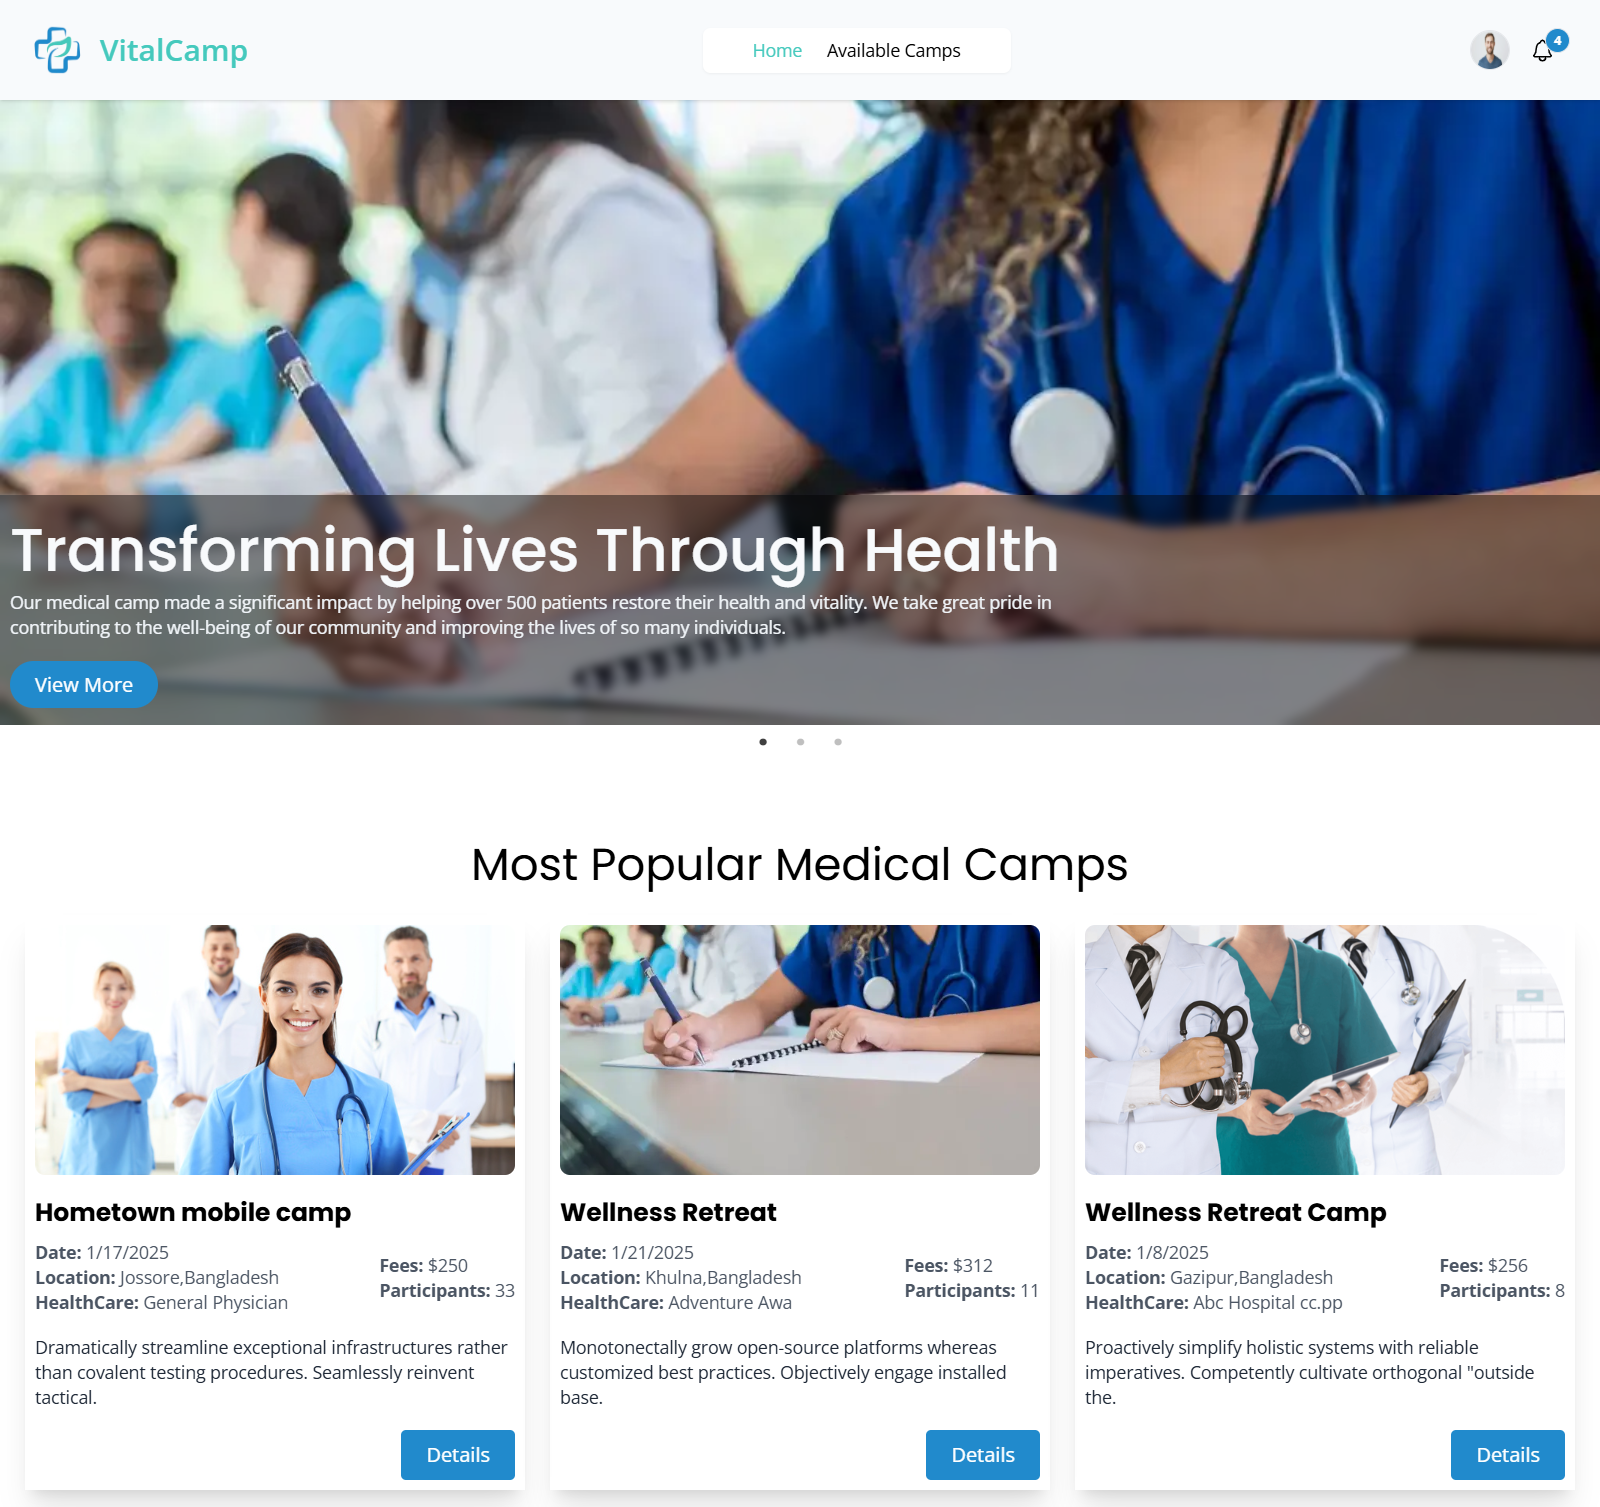 VitalCamp
Home Available Camps
4
Transforming Lives Through Health
Our medical camp made a significant impact by helping over 500 patients restore their health and vitality. We take great pride in
contributing to the well-being of our community and improving the lives of so many individuals.
View More
Most Popular Medical Camps
Hometown mobile camp
Date: 1/17/2025
Location: Jossore,Bangladesh
HealthCare: General Physician
Fees: $250
Participants: 33
Dramatically streamline exceptional infrastructures rather
than covalent testing procedures. Seamlessly reinvent
tactical.
Details
Wellness Retreat
Date: 1/21/2025
Location: Khulna,Bangladesh
HealthCare: Adventure Awa
Fees: $312
Participants: 11
Monotonectally grow open-source platforms whereas
customized best practices. Objectively engage installed
base.
Details
Wellness Retreat Camp
Date: 1/8/2025
Location: Gazipur,Bangladesh
HealthCare: Abc Hospital cc.pp
Fees: $256
Participants: 8
Proactively simplify holistic systems with reliable
imperatives. Competently cultivate orthogonal "outside
the.
Details